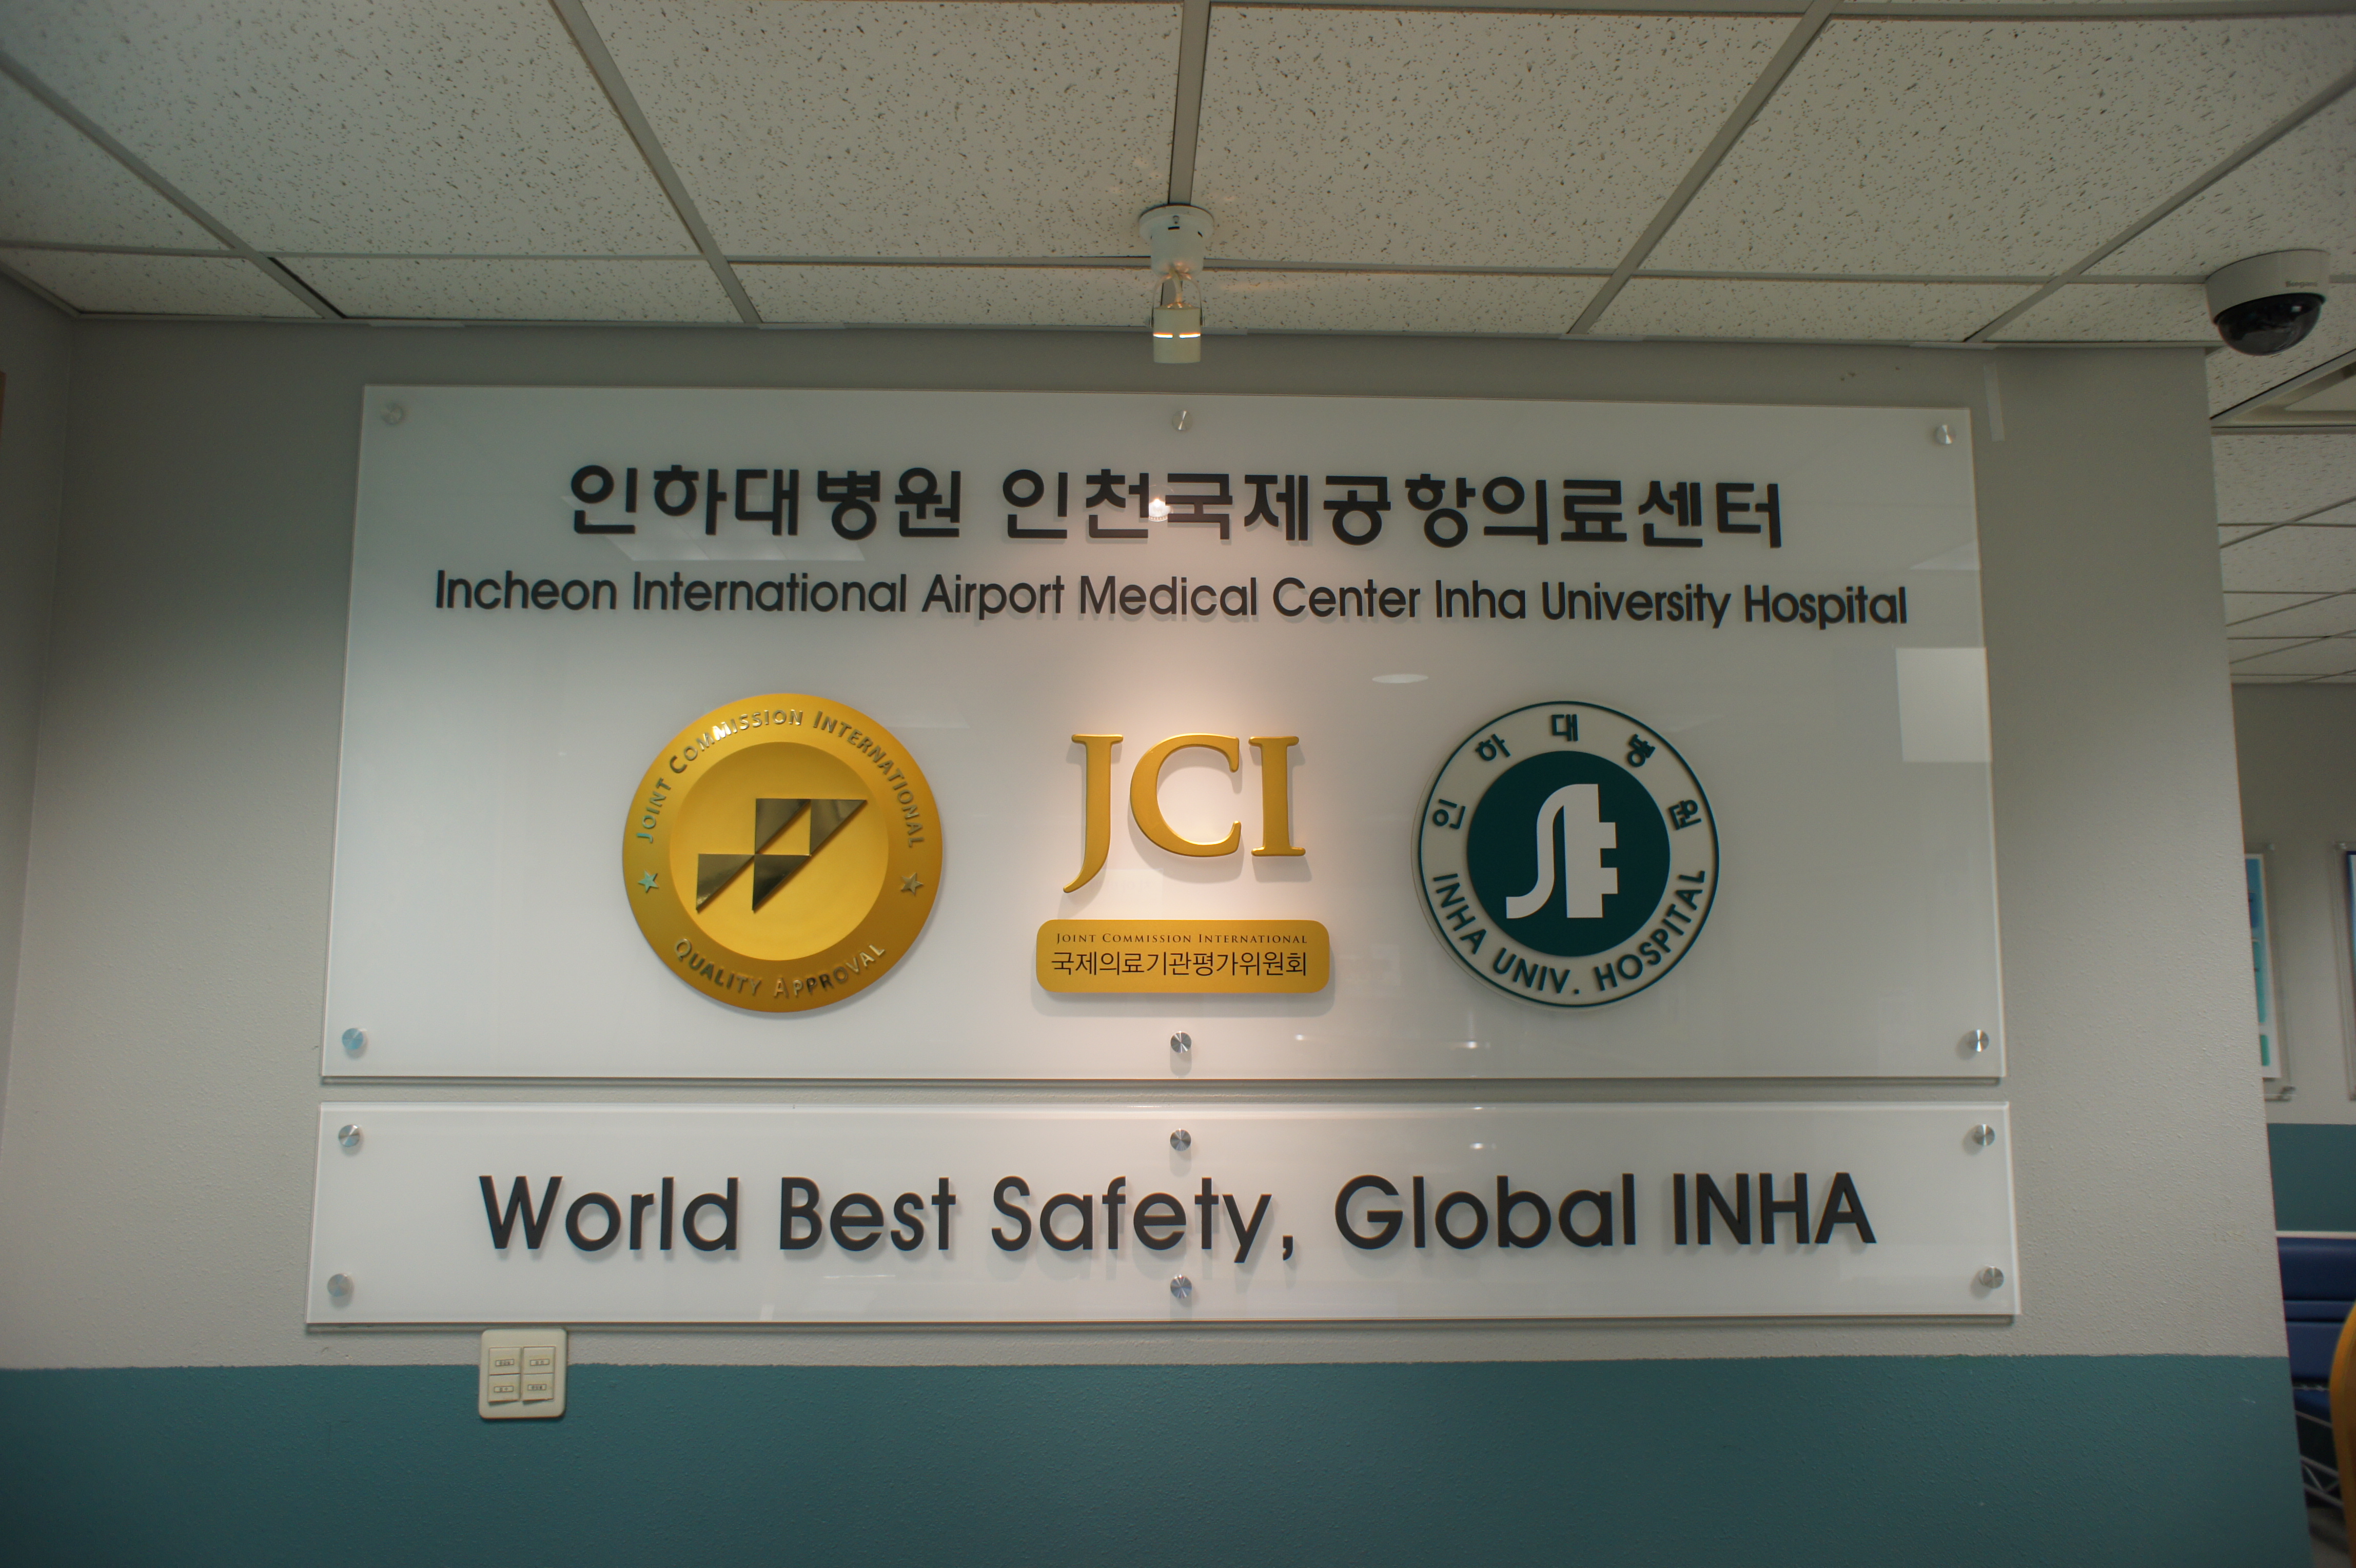 인하대병원 인천국제공항의료센터
Incheon International Airport Medical Center Inha University Hospital
JOINT COMMISSION INTERNATIONAL
QUALITY APPROVAL
JCI
JOINT COMMISSION INTERNATIONAL
국제의료기관평가위원회
인하대병원
INHA UNIV. HOSPITAL
World Best Safety, Global INHA